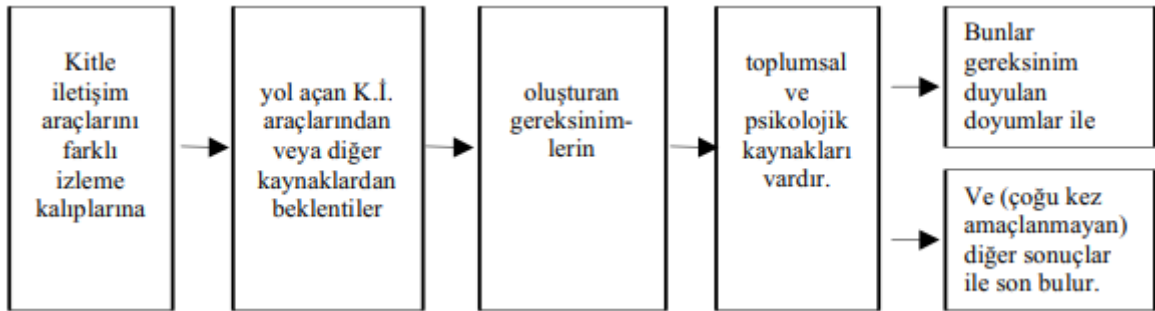 Kitle
iletişim
araçlarını
farklı
izleme
kalıplarına
yol açan K.İ.
araçlarından
veya diğer
kaynaklardan
beklentiler
oluşturan
gereksinim-
lerin
toplumsal
ve
psikolojik
kaynakları
vardır.
Bunlar
gereksinim
duyulan
doyumlar ile
Ve (çoğu kez
amaçlanmayan)
diğer sonuçlar
ile son bulur.